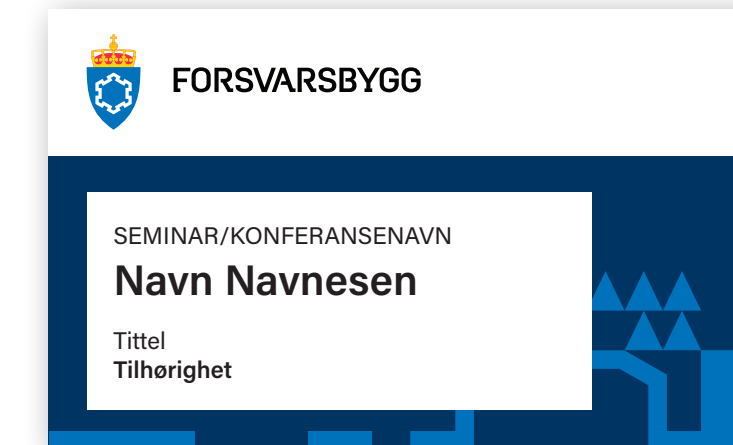 FORSVARSBYGG
SEMINAR/KONFERANSENAVN
Navn Navnesen
Tittel
Tilhørighet